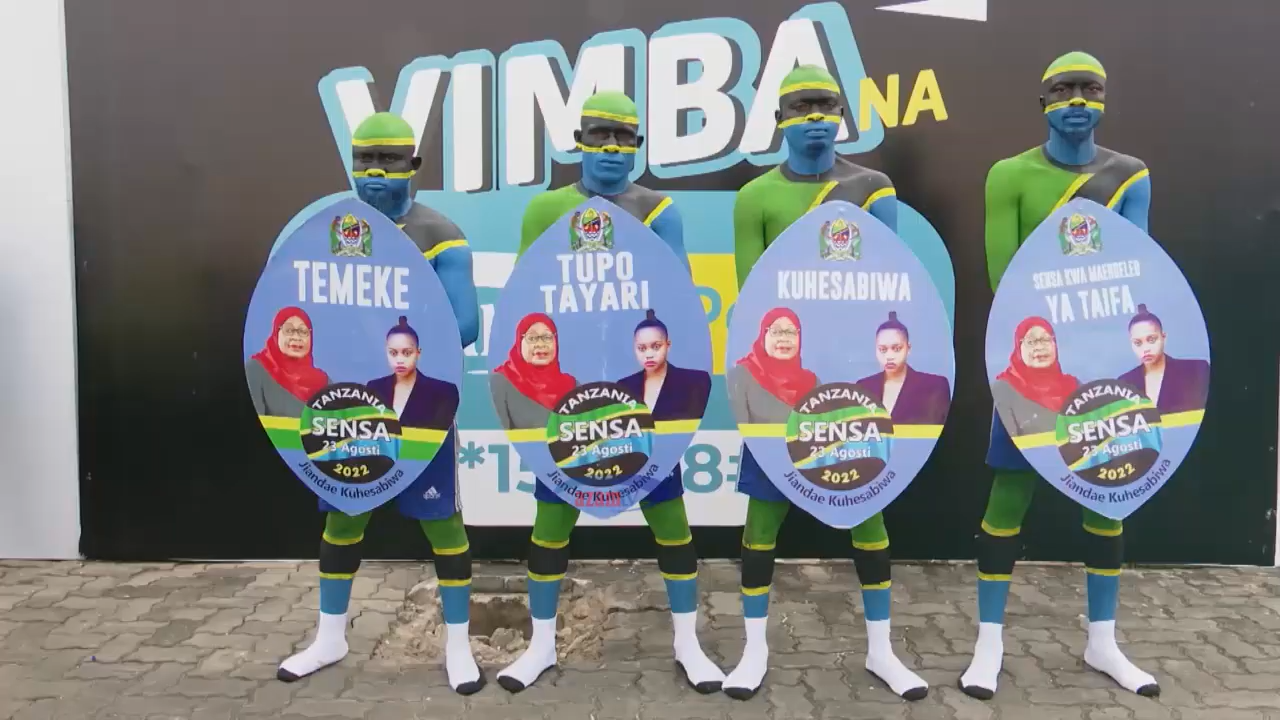 VIMBA
NA
TEMEKE
TANZANIA
SENSA
23 Agosti
2022
Jiandae Kuhesabiwa
TUPO
TAYARI
TANZANIA
SENSA
23 Agosti
2022
Jiandae Kuhesabiwa
KUHESABIWA
TANZANIA
SENSA
23 Agosti
2022
Jiandae Kuhesabiwa
SENSA KWA MAENDELEO
YA TAIFA
TANZANIA
SENSA
23 Agosti
2022
Jiandae Kuhesabiwa